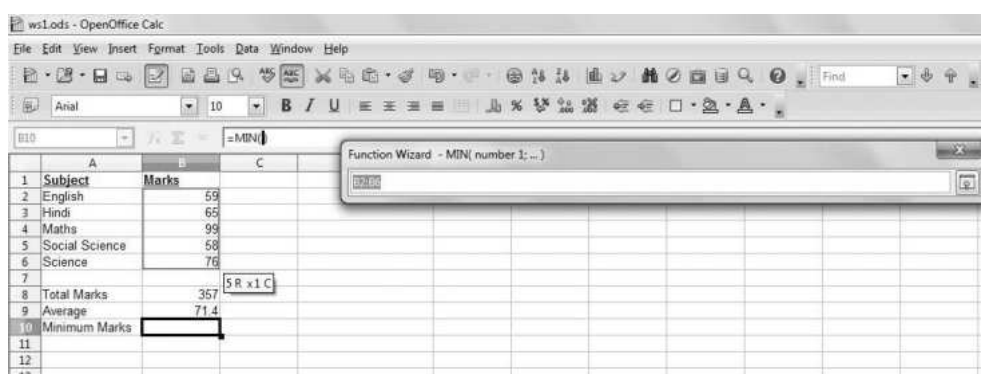 ws1.ods - OpenOffice Calc
File Edit View Insert Format Tools Data Window Help
Find
Arial 10 B I U
B10 =MIN()
Function Wizard - MIN( number 1; ... )
B2:B6
A B C
1 Subject Marks
2 English 59
3 Hindi 65
4 Maths 99
5 Social Science 58
6 Science 76
7
5 R x 1 C
8 Total Marks 357
9 Average 71.4
10 Minimum Marks
11
12